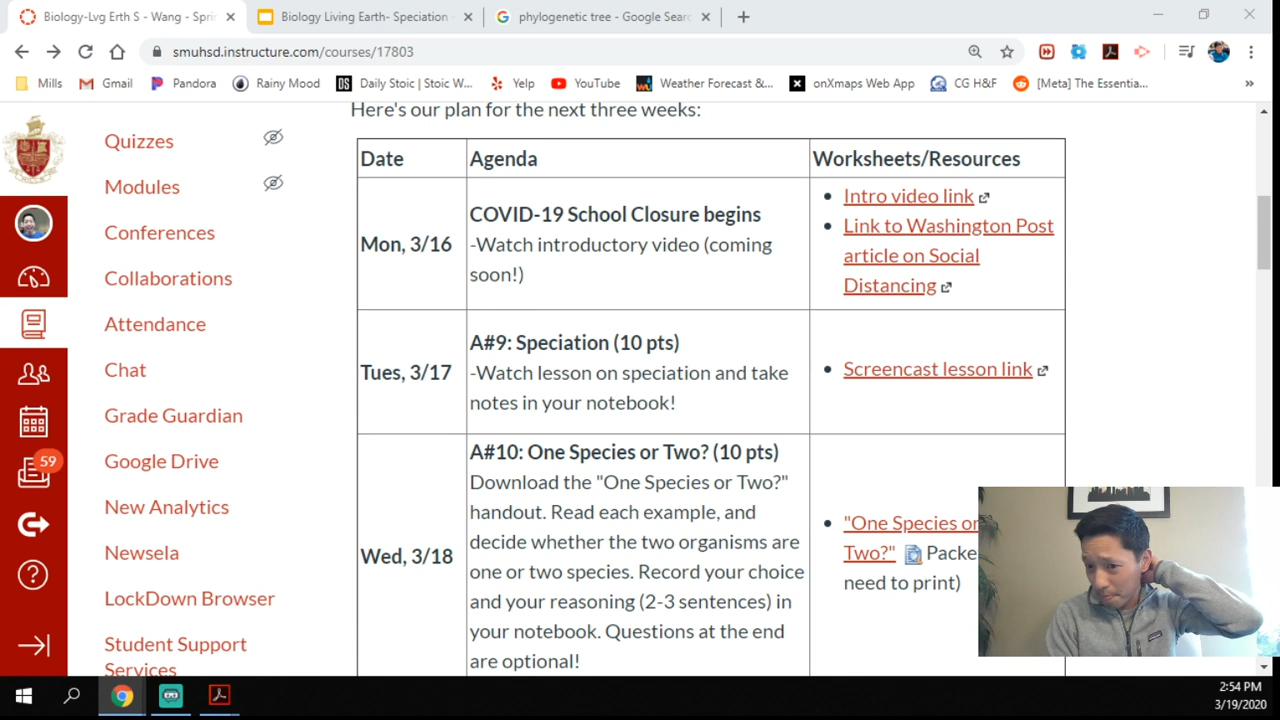 Biology-Lvg Erth S - Wang - Spri
Biology Living Earth- Speciation -
phylogenetic tree - Google Sear
smuhsd.instructure.com/courses/17803
Mills
Gmail
Pandora
Rainy Mood
Daily Stoic | Stoic W...
Yelp
YouTube
Weather Forecast &...
onXmaps Web App
CG H&F
[Meta] The Essentia...
»
Here's our plan for the next three weeks:
Quizzes
Modules
Conferences
Collaborations
Attendance
Chat
Grade Guardian
Google Drive
New Analytics
Newsela
LockDown Browser
Student Support
Services
59
Date
Agenda
Worksheets/Resources
Mon, 3/16
COVID-19 School Closure begins
-Watch introductory video (coming
soon!)
Intro video link
Link to Washington Post
article on Social
Distancing
Tues, 3/17
A#9: Speciation (10 pts)
-Watch lesson on speciation and take
notes in your notebook!
Screencast lesson link
Wed, 3/18
A#10: One Species or Two? (10 pts)
Download the "One Species or Two?"
handout. Read each example, and
decide whether the two organisms are
one or two species. Record your choice
and your reasoning (2-3 sentences) in
your notebook. Questions at the end
are optional!
"One Species or
Two?" Packe
need to print)
2:54 PM
3/19/2020